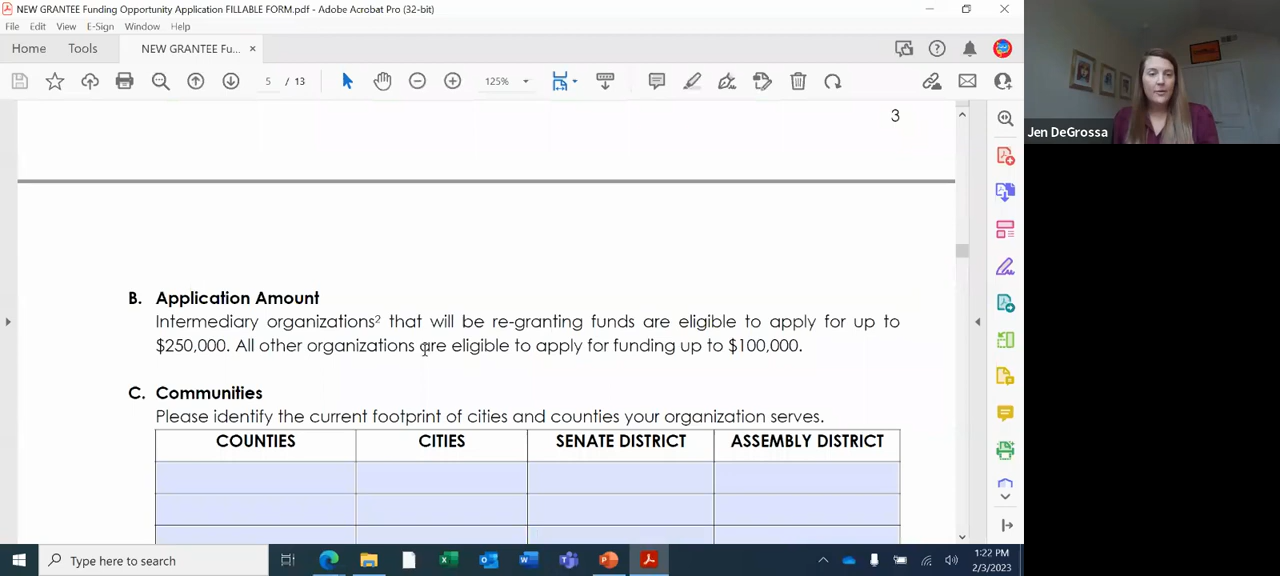 NEW GRANTEE Funding Opportunity Application FILLABLE FORM.pdf - Adobe Acrobat Pro (32-bit)
File Edit View E-Sign Window Help
Home Tools NEW GRANTEE Fu... ×
5 / 13 125%
3
Jen DeGrossa
B. Application Amount
Intermediary organizations² that will be re-granting funds are eligible to apply for up to
$250,000. All other organizations are eligible to apply for funding up to $100,000.
C. Communities
Please identify the current footprint of cities and counties your organization serves.
COUNTIES CITIES SENATE DISTRICT ASSEMBLY DISTRICT
Type here to search
1:22 PM
2/3/2023